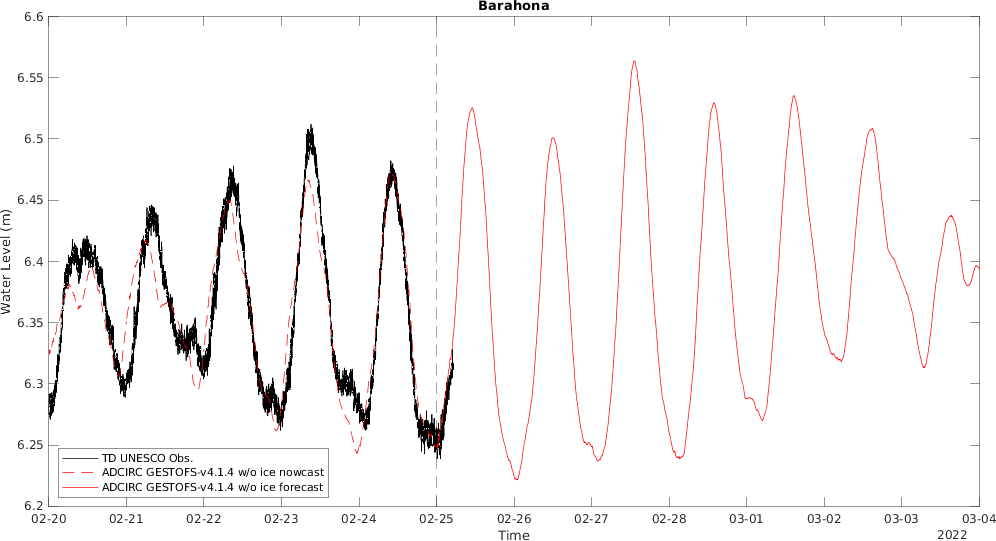 Barahona
6.6
6.55
6.5
6.45
6.4
6.35
6.3
6.25
6.2
Water Level (m)
TD UNESCO Obs.
ADCIRC GESTOFS-v4.1.4 w/o ice nowcast
ADCIRC GESTOFS-v4.1.4 w/o ice forecast
02-20 02-21 02-22 02-23 02-24 02-25 02-26 02-27 02-28 03-01 03-02 03-03 03-04
Time
2022